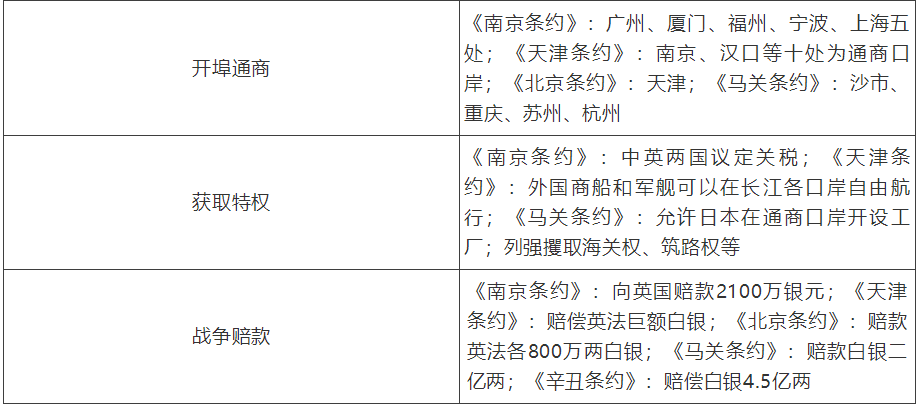 开埠通商
《南京条约》：广州、厦门、福州、宁波、上海五
处；《天津条约》：南京、汉口等十处为通商口
岸；《北京条约》：天津；《马关条约》：沙市、
重庆、苏州、杭州
获取特权
《南京条约》：中英两国议定关税；《天津条
约》：外国商船和军舰可以在长江各口岸自由航
行；《马关条约》：允许日本在通商口岸开设工
厂；列强攫取海关权、筑路权等
战争赔款
《南京条约》：向英国赔款2100万银元；《天津
条约》：赔偿英法巨额白银；《北京条约》：赔款
英法各800万两白银；《马关条约》：赔款白银二
亿两；《辛丑条约》：赔偿白银4.5亿两